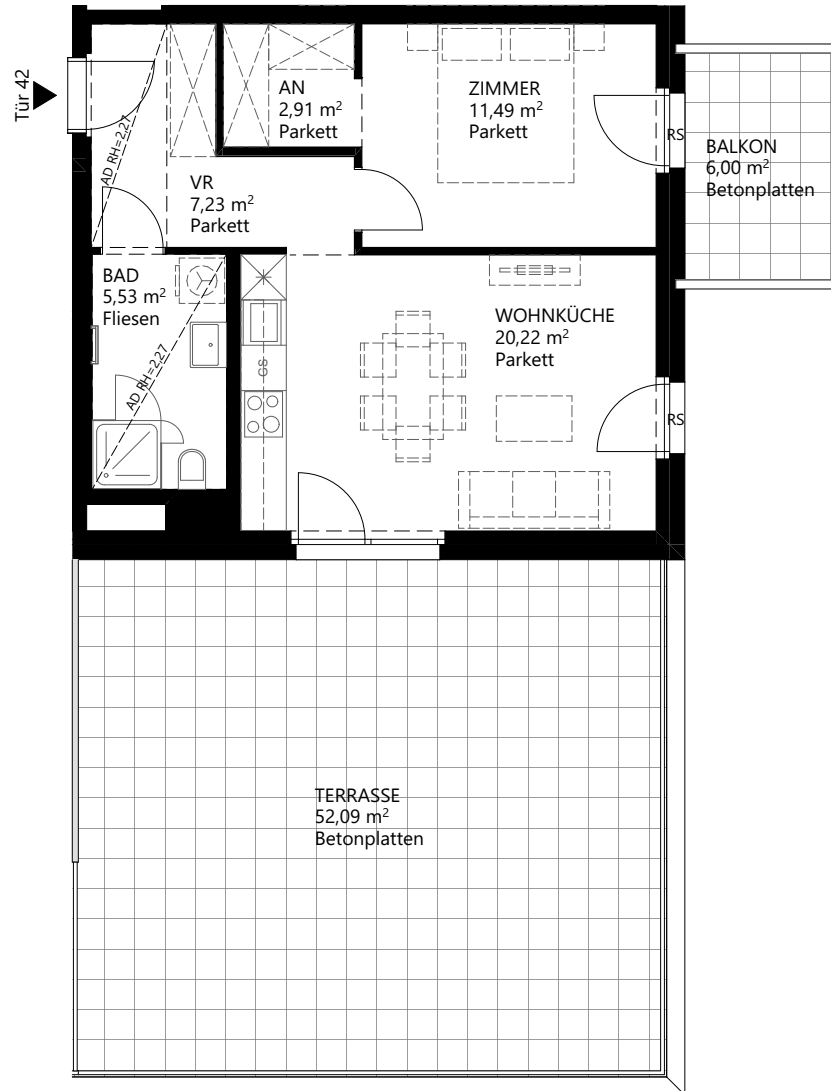 Tür 42
AD RH=2,27
AN
2,91 m²
Parkett
ZIMMER
11,49 m²
Parkett
RS
BALKON
6,00 m²
Betonplatten
VR
7,23 m²
Parkett
BAD
5,53 m²
Fliesen
AD RH=2,27
GS
WOHNKÜCHE
20,22 m²
Parkett
RS
TERRASSE
52,09 m²
Betonplatten